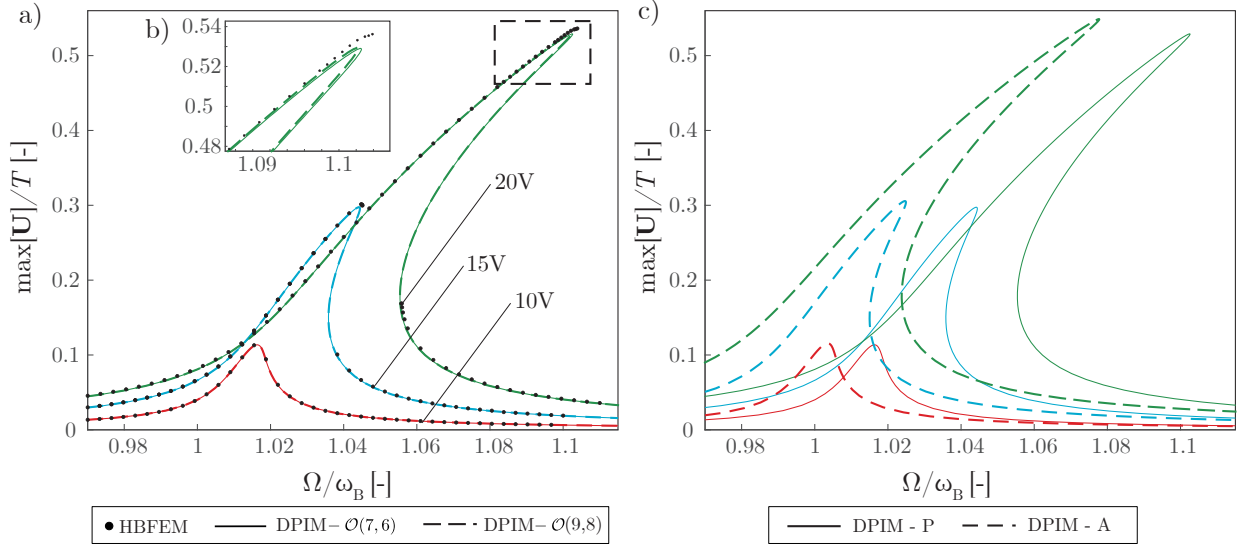 a)
b)
0.54
0.52
0.5
0.48
1.09
1.1
0.5
0.4
0.3
0.2
0.1
0
max[U]/T [-]
20V
15V
10V
0.98
1
1.02
1.04
1.06
1.08
1.1
Ω/ω_B [-]
HBFEM
DPIM– 𝒪(7,6)
DPIM– 𝒪(9,8)
c)
0.5
0.4
0.3
0.2
0.1
0
max[U]/T [-]
0.98
1
1.02
1.04
1.06
1.08
1.1
Ω/ω_B [-]
DPIM - P
DPIM - A